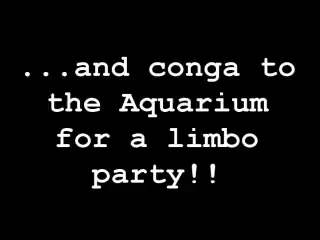 ...and conga to
the Aquarium
for a limbo
party!!